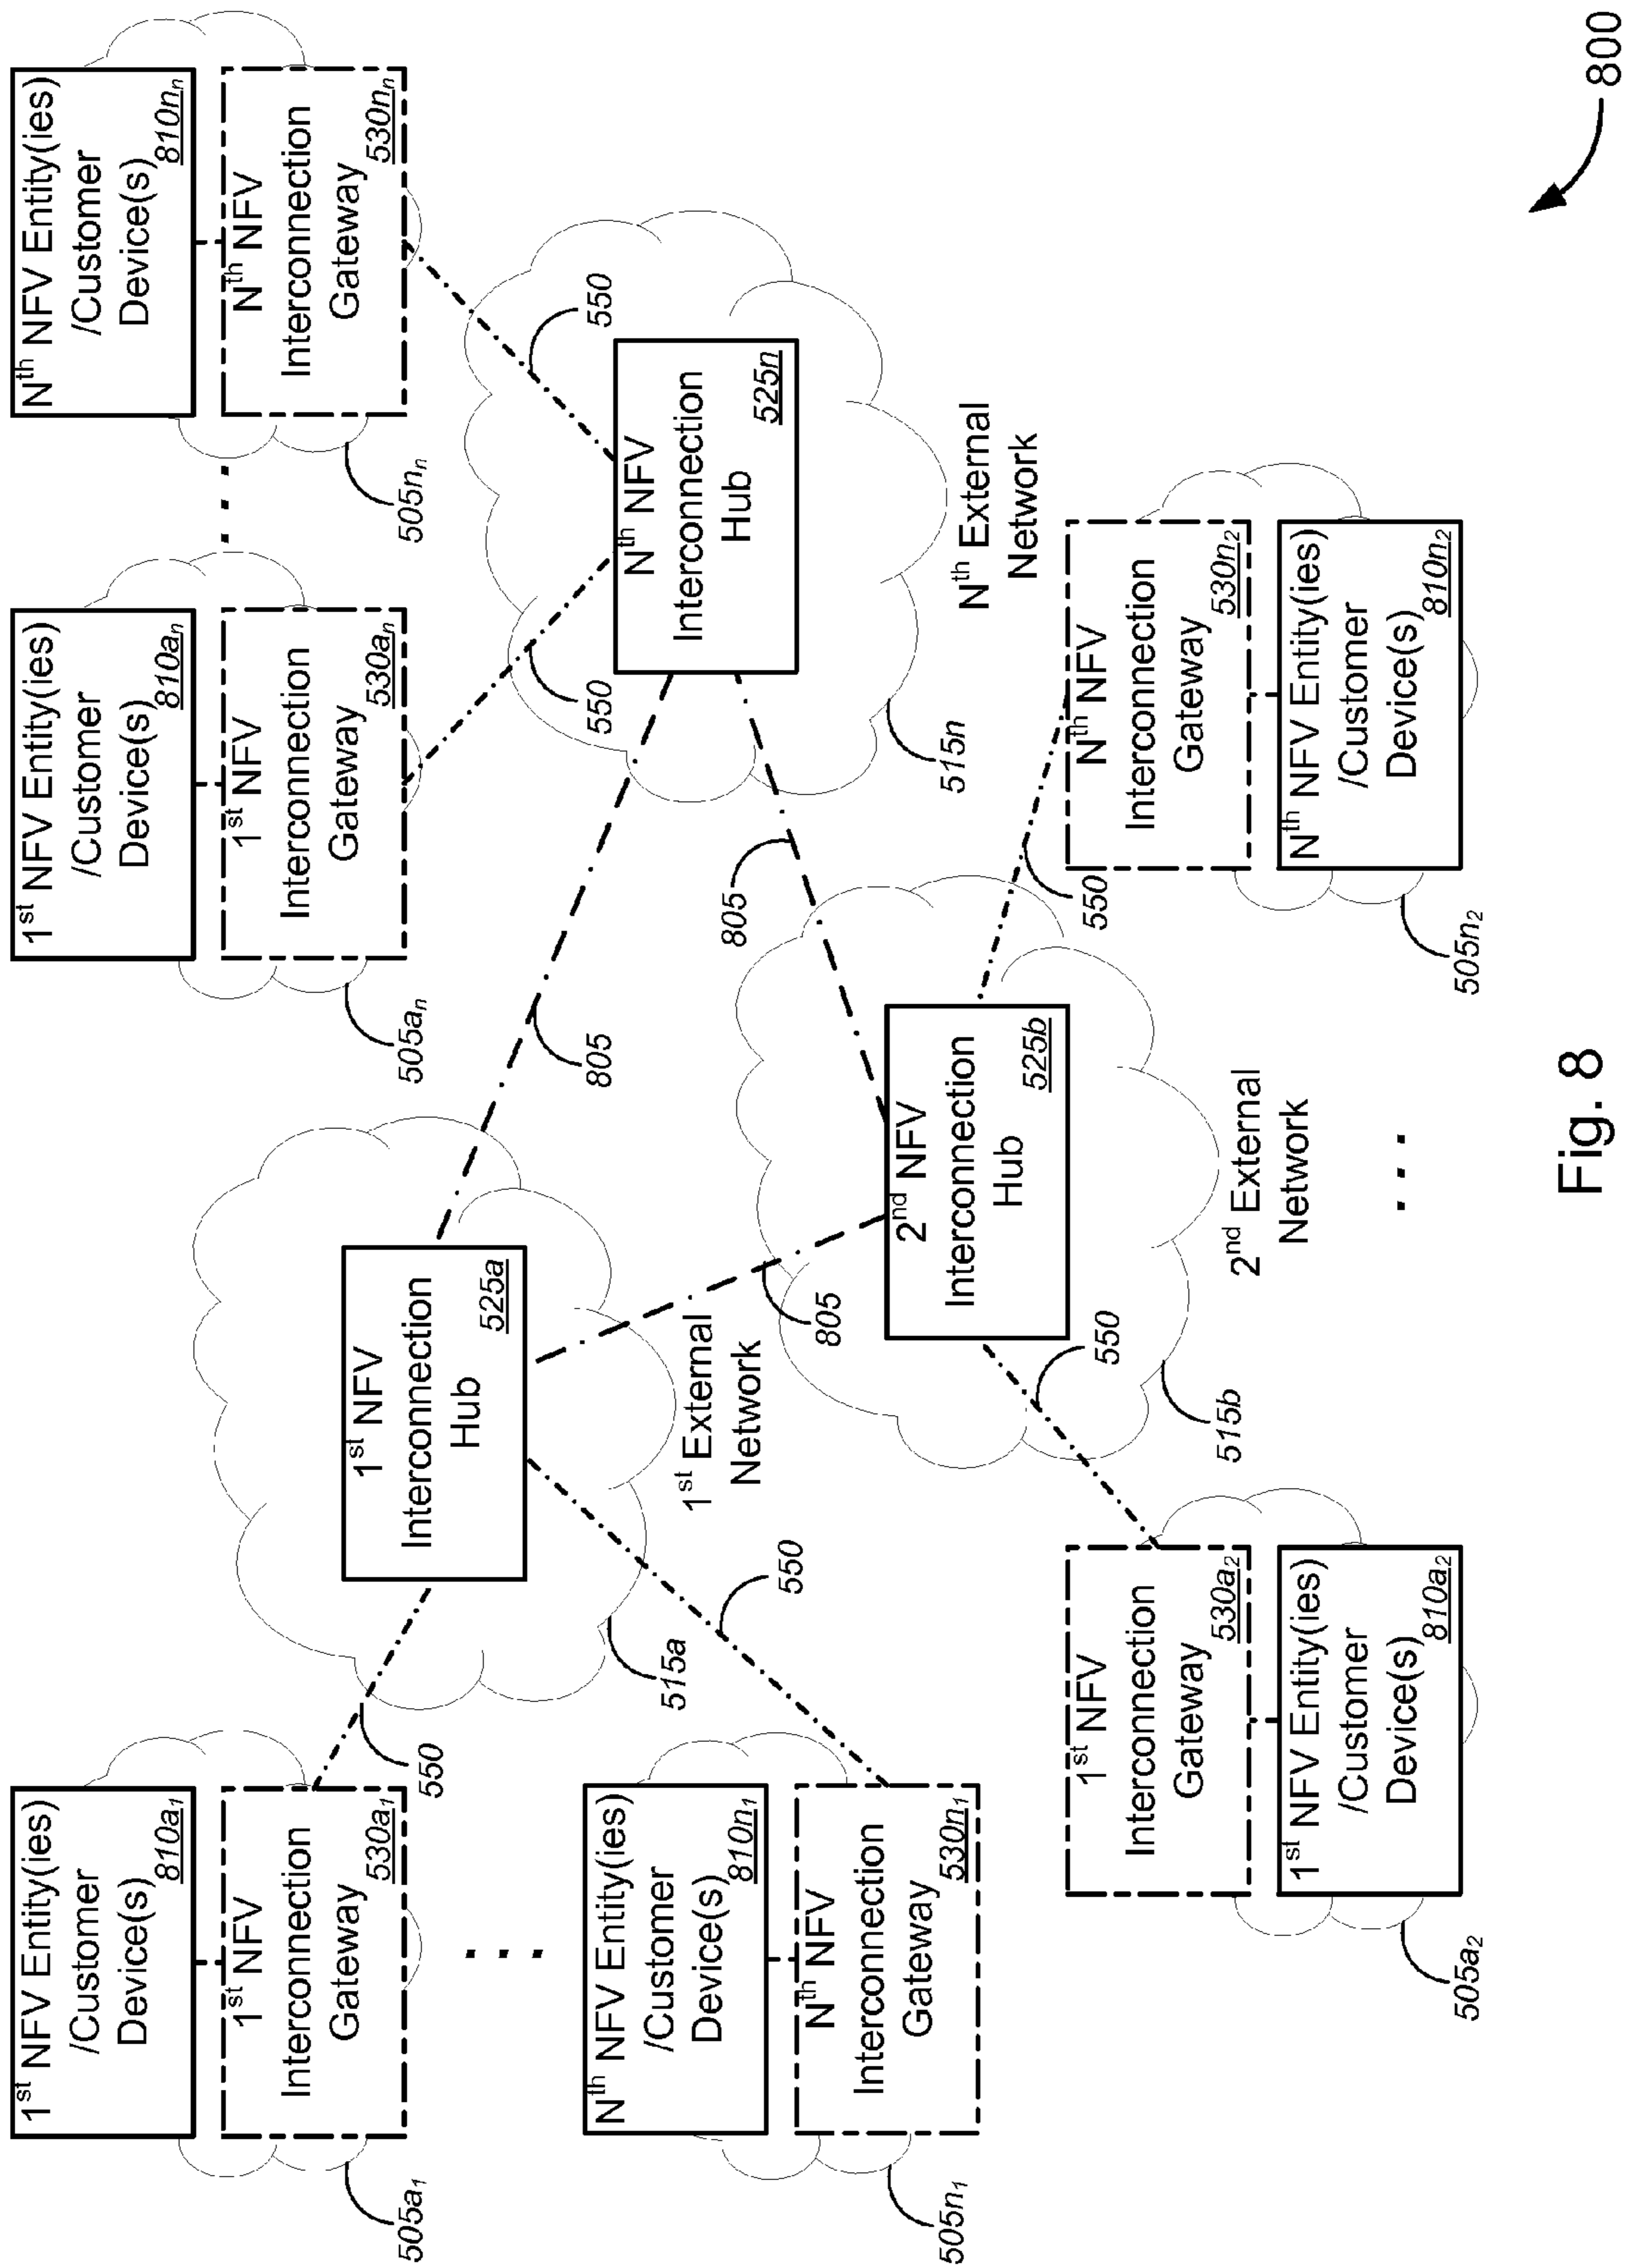 800
1st NFV Entity(ies)
/Customer
Device(s)
810a1
1st NFV
Interconnection
Gateway
530a1
505a1
550
1st NFV
Interconnection
Hub
525a
515a
1st External
Network
550
Nth NFV Entity(ies)
/Customer
Device(s)
810n1
Nth NFV
Interconnection
Gateway
530n1
505n1
. . .
805
805
805
1st NFV Entity(ies)
/Customer
Device(s)
810an
1st NFV
Interconnection
Gateway
530an
505an
. . .
Nth NFV Entity(ies)
/Customer
Device(s)
810nn
Nth NFV
Interconnection
Gateway
530nn
505nn
550
550
Nth NFV
Interconnection
Hub
525n
515n
Nth External
Network
2nd NFV
Interconnection
Hub
525b
515b
2nd External
Network
550
550
1st NFV
Interconnection
Gateway
530a2
1st NFV Entity(ies)
/Customer
Device(s)
810a2
505a2
. . .
Nth NFV
Interconnection
Gateway
530n2
Nth NFV Entity(ies)
/Customer
Device(s)
810n2
505n2
Fig. 8